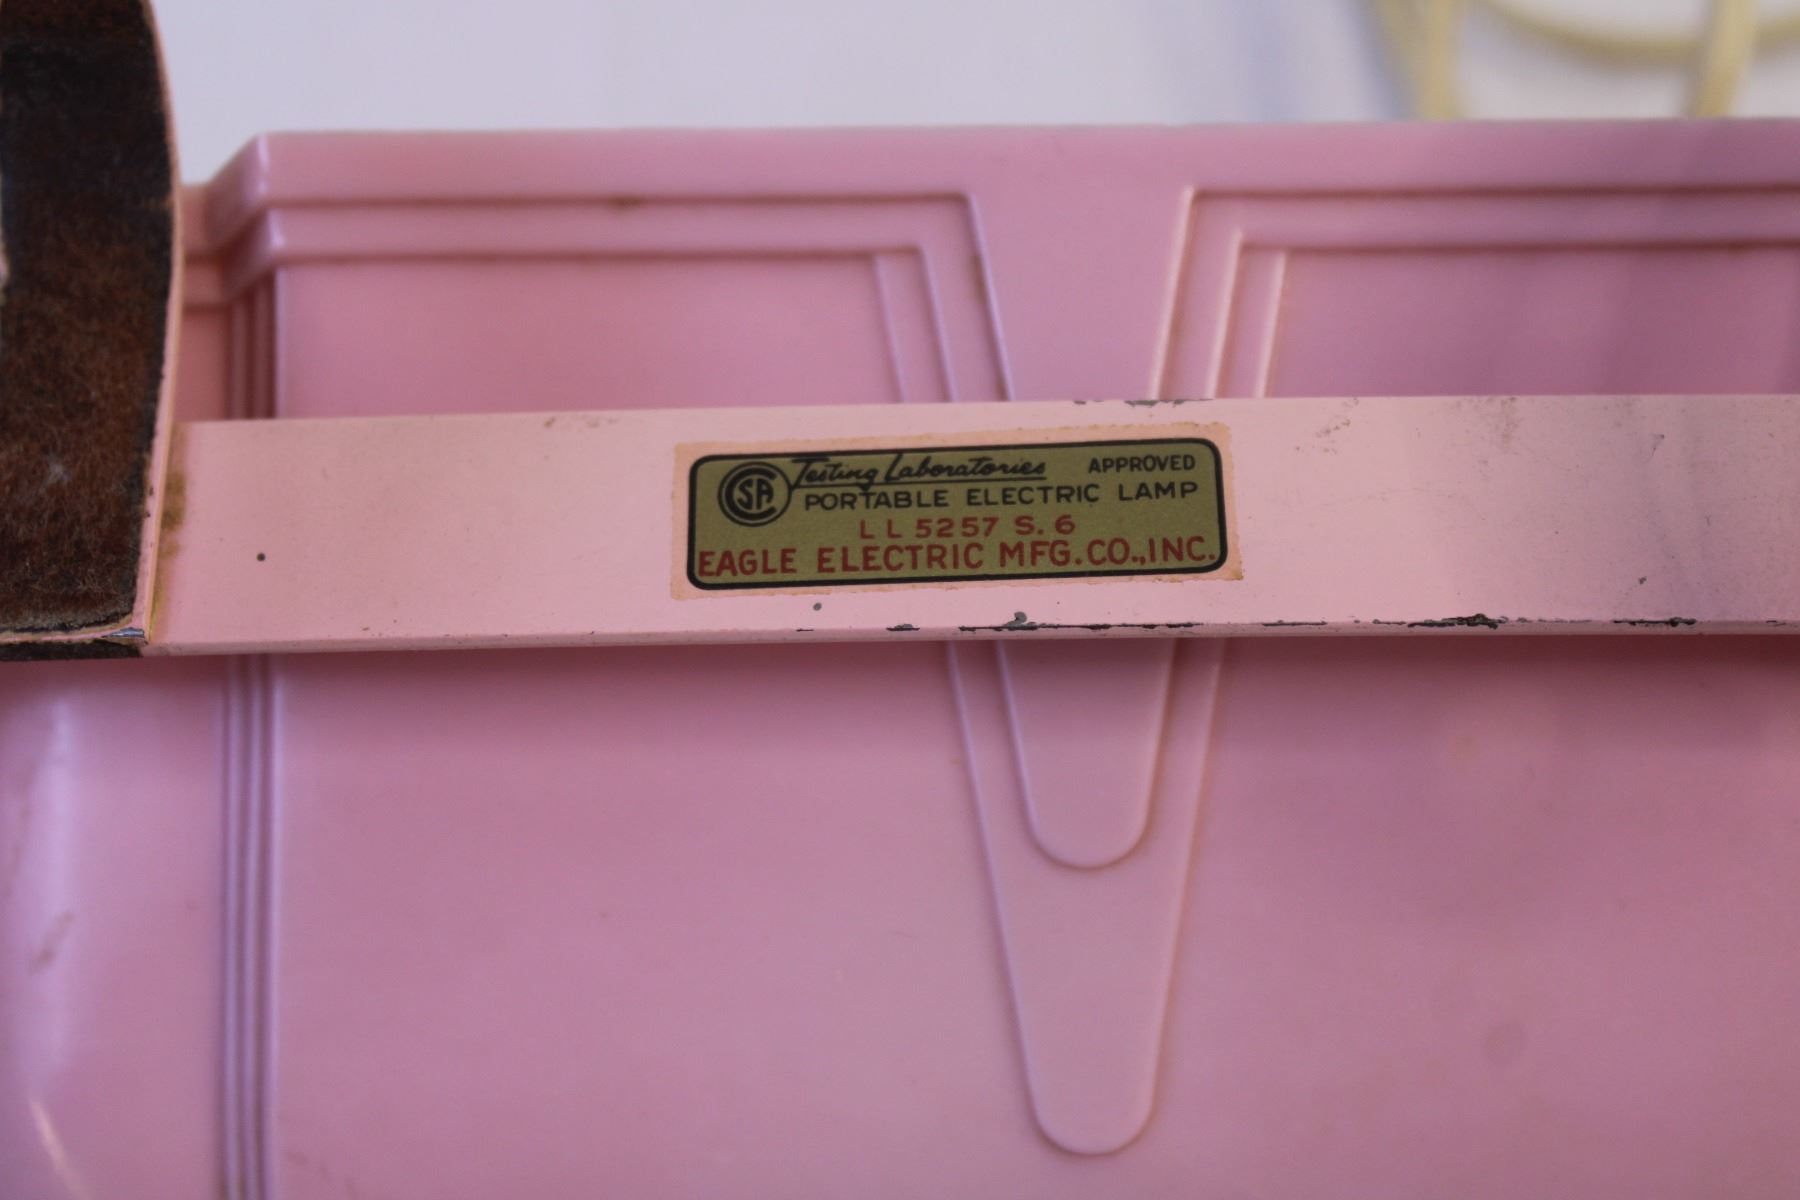 CSA Testing Laboratories APPROVED
PORTABLE ELECTRIC LAMP
LL 5257 S. 6
EAGLE ELECTRIC MFG. CO., INC.